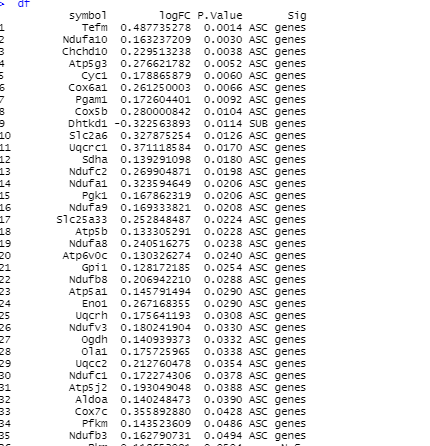 > df
symbol logFC P.Value Sig
1 Tefm 0.487735278 0.0014 ASC genes
2 Ndufa10 0.163237209 0.0030 ASC genes
3 Chchd10 0.229513238 0.0038 ASC genes
4 Atp5g3 0.276621782 0.0052 ASC genes
5 Cyc1 0.178865879 0.0060 ASC genes
6 Cox6a1 0.261250003 0.0066 ASC genes
7 Pgam1 0.172604401 0.0092 ASC genes
8 Cox5b 0.280000842 0.0104 ASC genes
9 Dhtkd1 -0.322563893 0.0114 SUB genes
10 Slc2a6 0.327875254 0.0126 ASC genes
11 Uqcrc1 0.371118584 0.0170 ASC genes
12 Sdha 0.139291098 0.0180 ASC genes
13 Ndufc2 0.269904871 0.0198 ASC genes
14 Ndufa1 0.323594649 0.0206 ASC genes
15 Pgk1 0.167862319 0.0206 ASC genes
16 Ndufa9 0.169333821 0.0208 ASC genes
17 Slc25a33 0.252848487 0.0224 ASC genes
18 Atp5b 0.133305291 0.0228 ASC genes
19 Ndufa8 0.240516275 0.0238 ASC genes
20 Atp6v0c 0.130326274 0.0240 ASC genes
21 Gpi1 0.128172185 0.0254 ASC genes
22 Ndufb8 0.206942210 0.0288 ASC genes
23 Atp5a1 0.145791494 0.0290 ASC genes
24 Eno1 0.267168355 0.0290 ASC genes
25 Uqcrh 0.175641193 0.0308 ASC genes
26 Ndufv3 0.180241904 0.0330 ASC genes
27 Ogdh 0.140939373 0.0332 ASC genes
28 Ola1 0.175725965 0.0338 ASC genes
29 Uqcc2 0.212760478 0.0354 ASC genes
30 Ndufc1 0.172274306 0.0378 ASC genes
31 Atp5j2 0.193049048 0.0388 ASC genes
32 Aldoa 0.140248473 0.0390 ASC genes
33 Cox7c 0.355892880 0.0428 ASC genes
34 Pfkm 0.143523609 0.0486 ASC genes
35 Ndufb3 0.162790731 0.0494 ASC genes